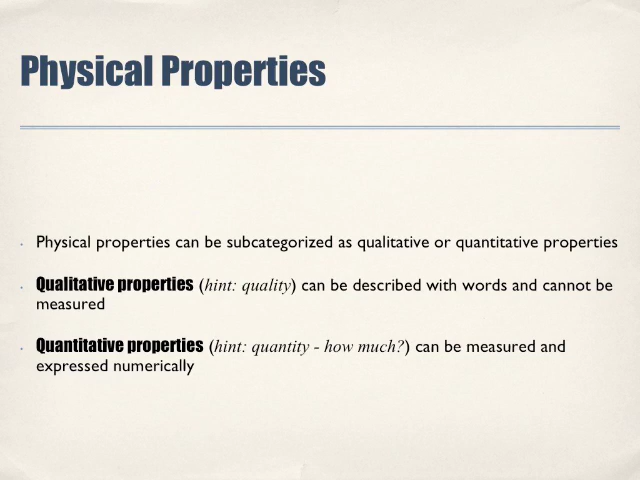 Physical Properties
· Physical properties can be subcategorized as qualitative or quantitative properties
· Qualitative properties (hint: quality) can be described with words and cannot be
measured
· Quantitative properties (hint: quantity - how much?) can be measured and
expressed numerically